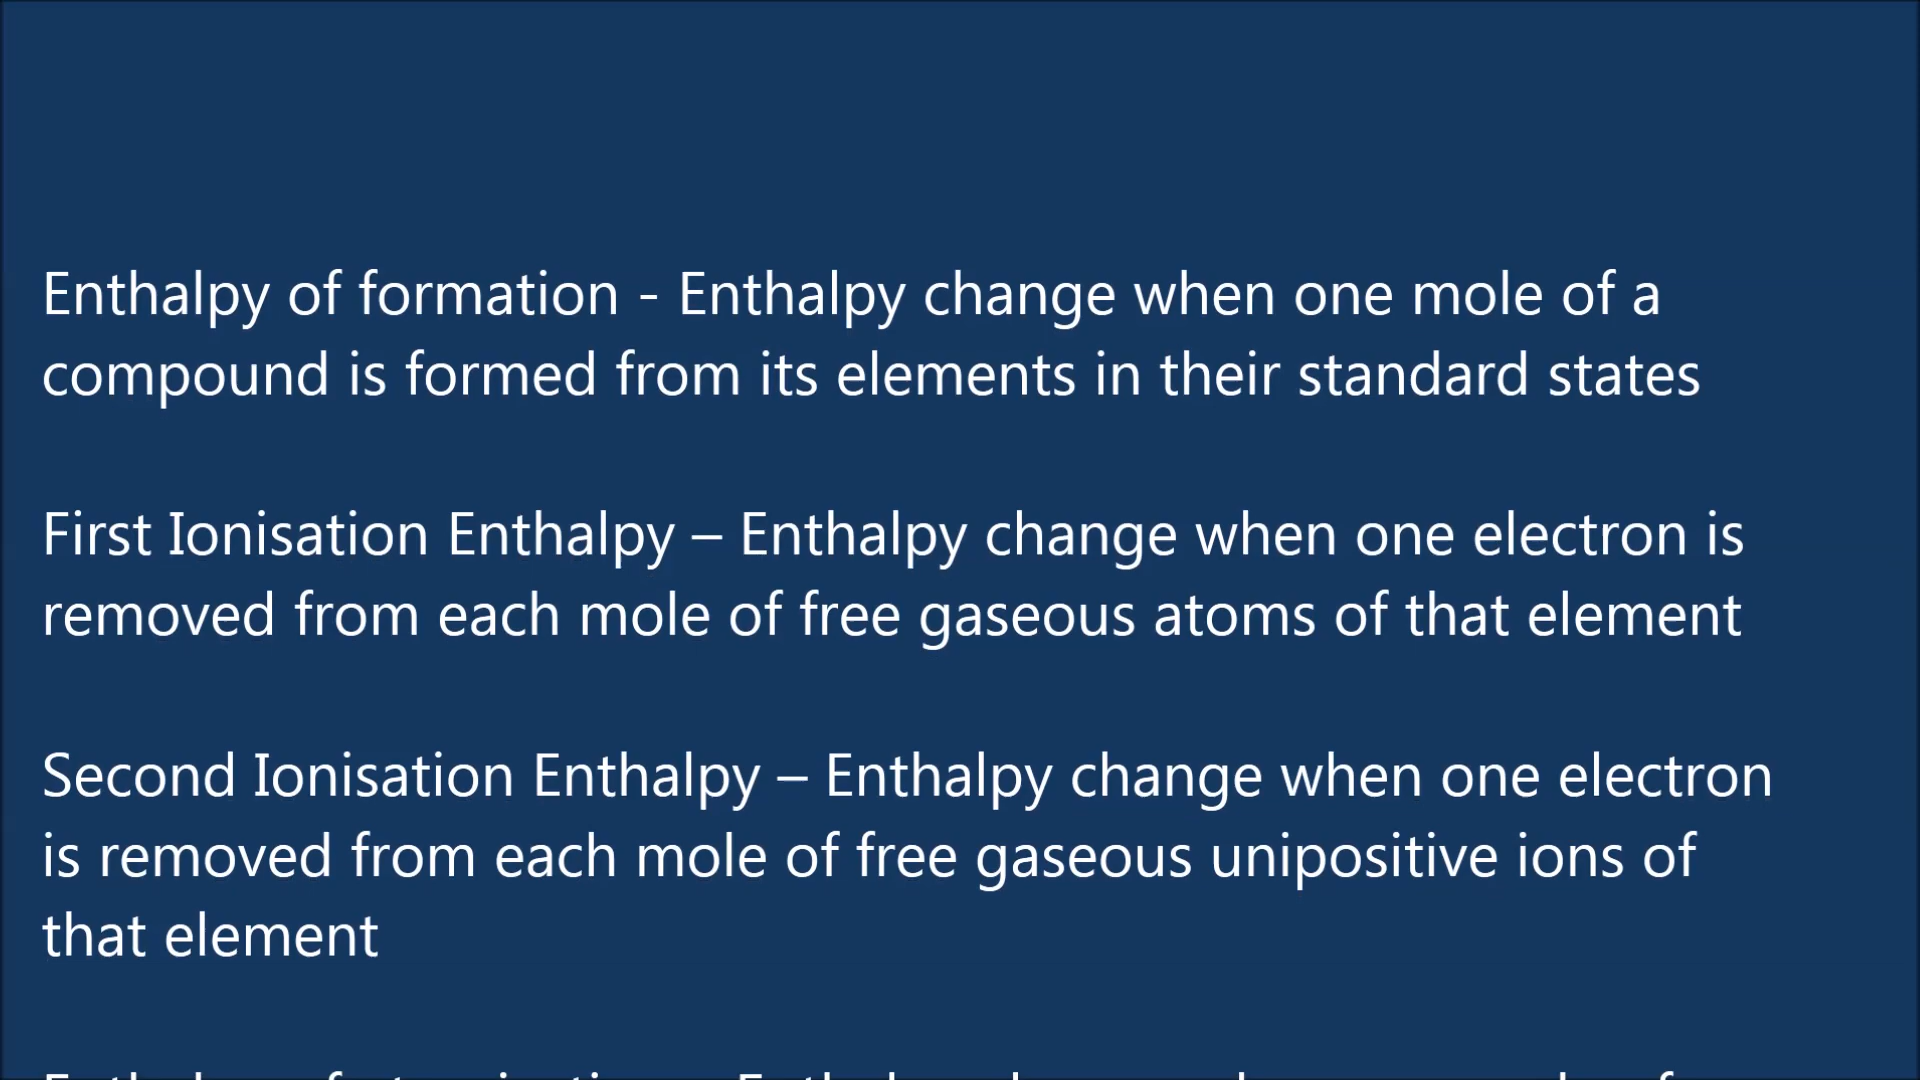 Enthalpy of formation - Enthalpy change when one mole of a
compound is formed from its elements in their standard states
First Ionisation Enthalpy – Enthalpy change when one electron is
removed from each mole of free gaseous atoms of that element
Second Ionisation Enthalpy – Enthalpy change when one electron
is removed from each mole of free gaseous unipositive ions of
that element